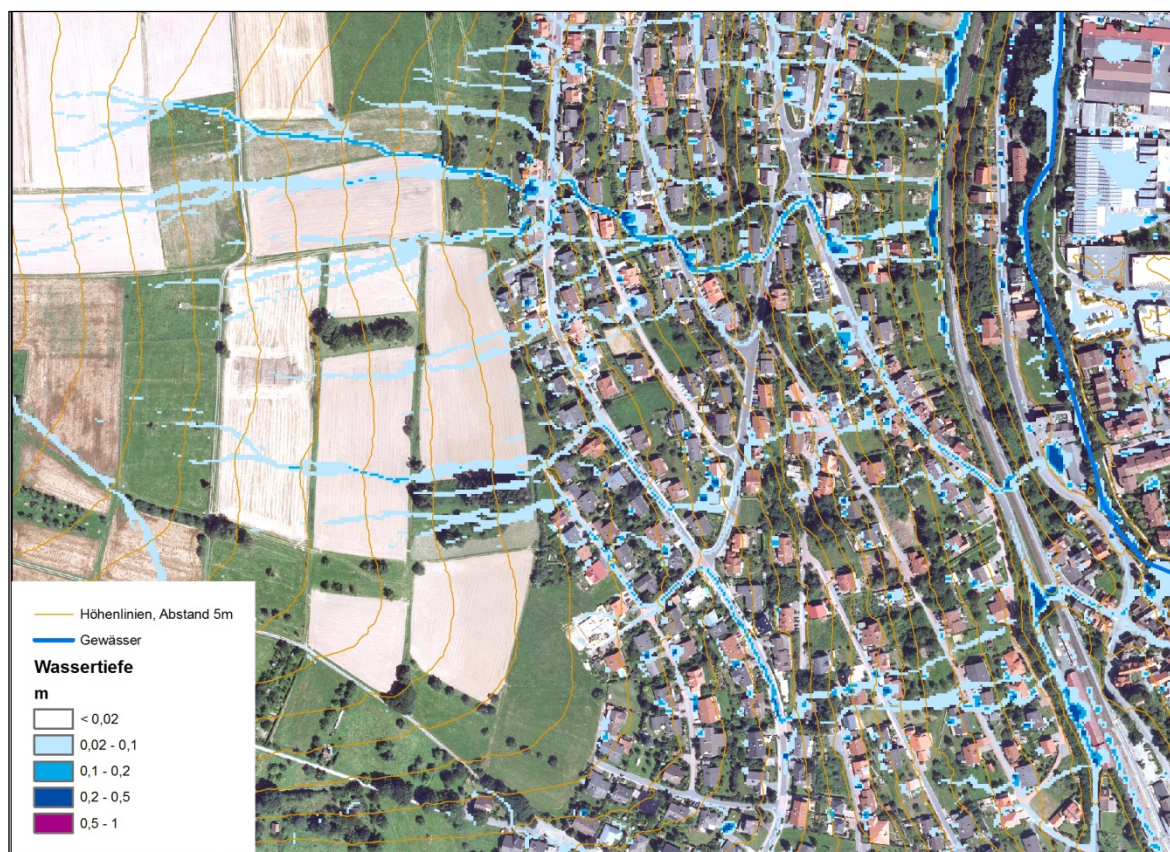 Höhenlinien, Abstand 5m
Gewässer
Wassertiefe
m
< 0,02
0,02 - 0,1
0,1 - 0,2
0,2 - 0,5
0,5 - 1